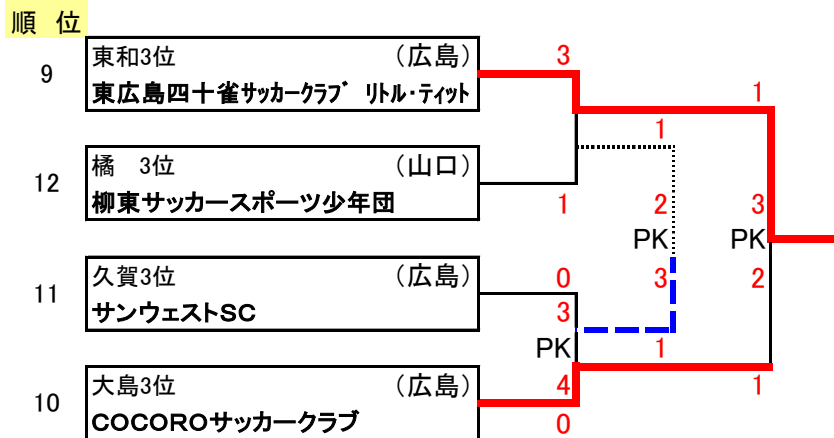 順 位
9
東和3位 (広島)
東広島四十雀サッカークラブ リトル・ティット
3
1
1
12
橘 3位 (山口)
柳東サッカースポーツ少年団
1
2
PK
3
PK
11
久賀3位 (広島)
サンウェストSC
0
3
3
2
PK
1
10
大島3位 (広島)
COCOROサッカークラブ
4
0
1